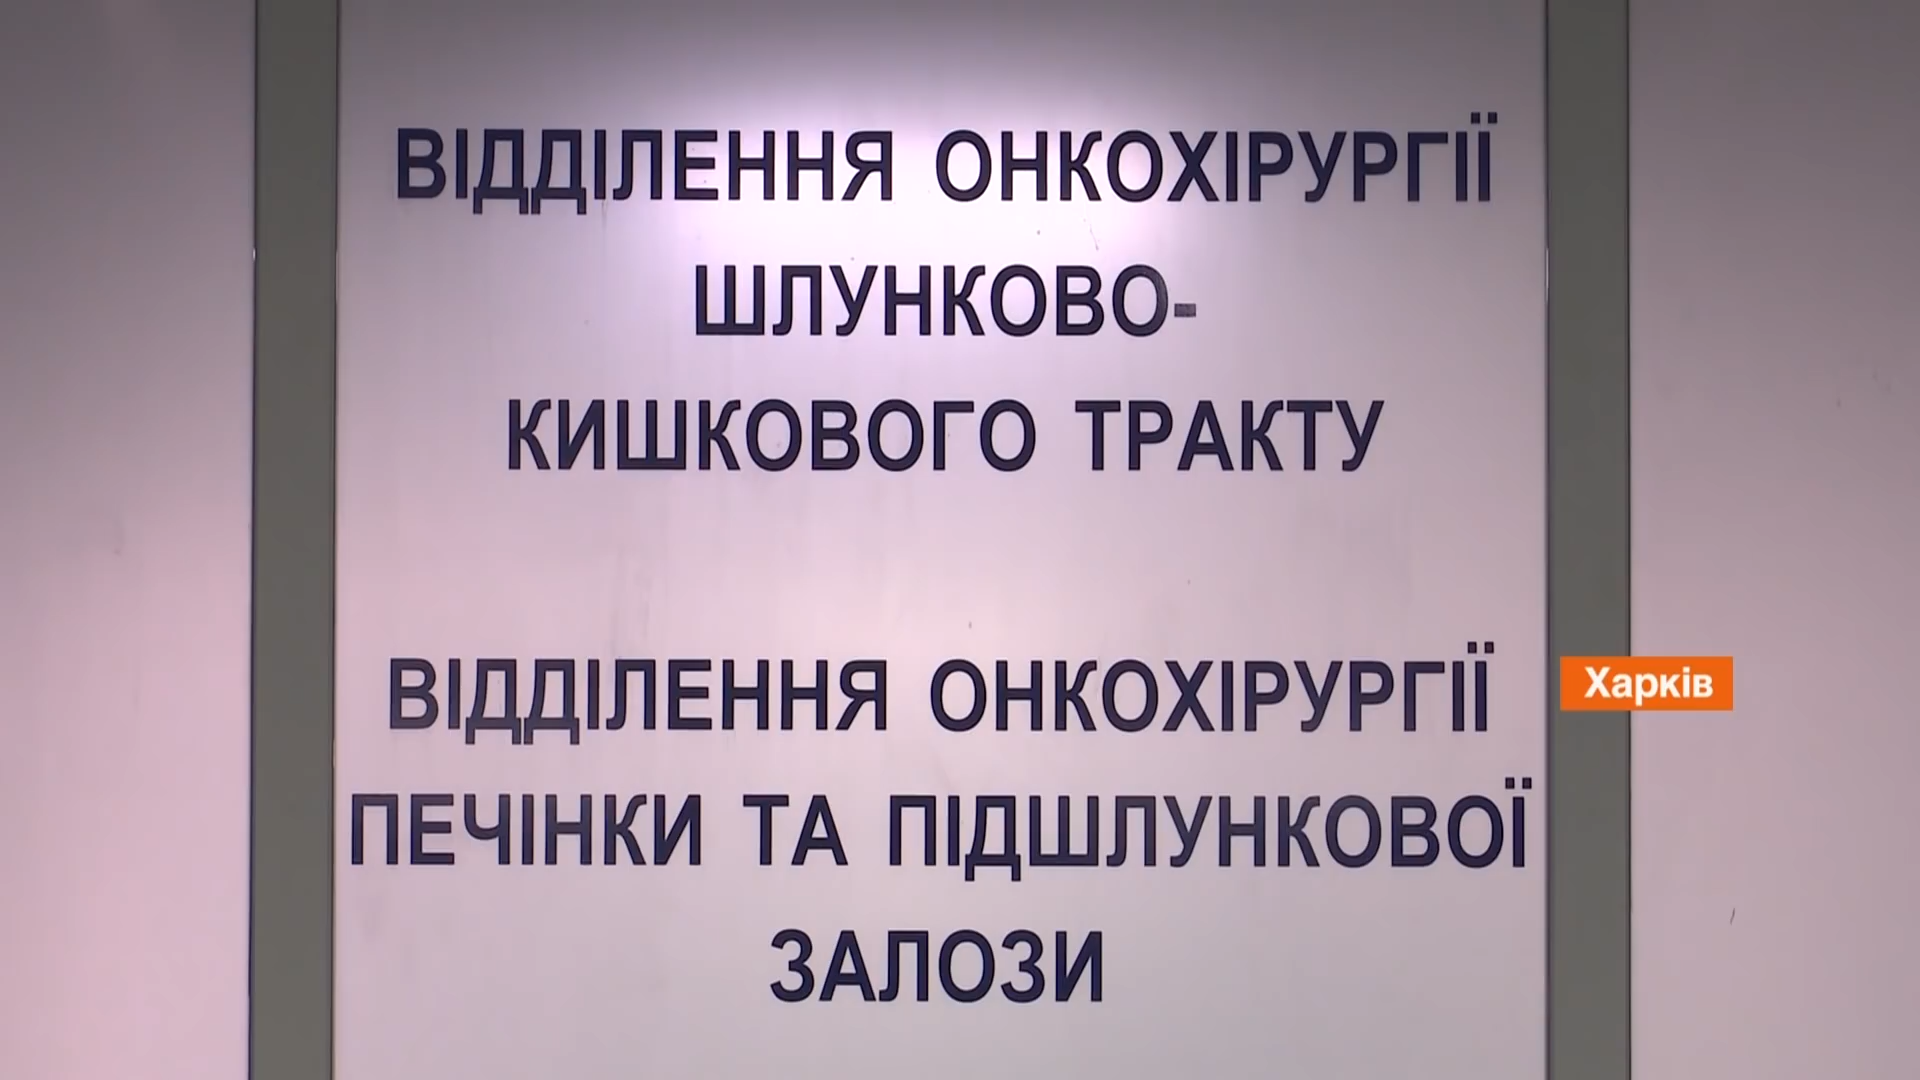 ВІДДІЛЕННЯ ОНКОХІРУРГІЇ
ШЛУНКОВО-
КИШКОВОГО ТРАКТУ
ВІДДІЛЕННЯ ОНКОХІРУРГІЇ
ПЕЧІНКИ ТА ПІДШЛУНКОВОЇ
ЗАЛОЗИ
Харків